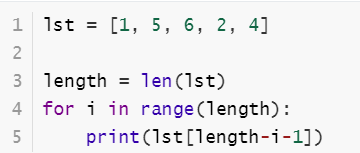 1 lst = [1, 5, 6, 2, 4]
2
3 length = len(lst)
4 for i in range(length):
5     print(lst[length-i-1])